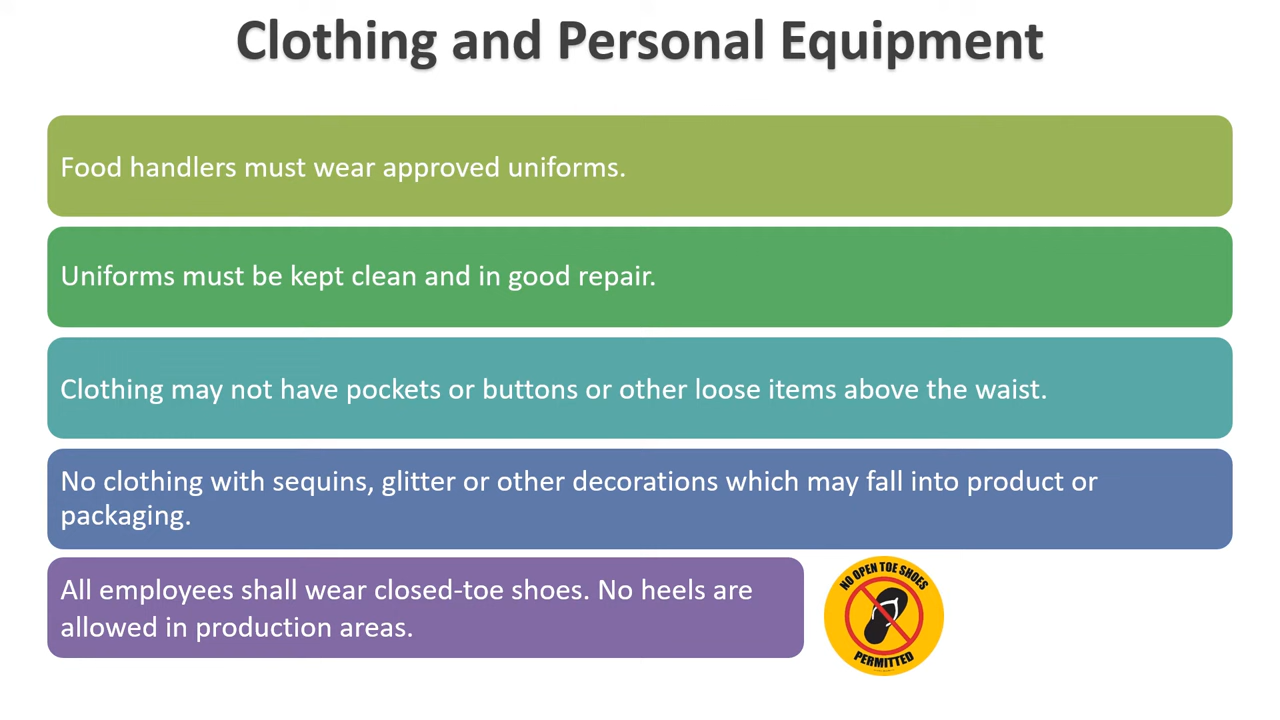 Clothing and Personal Equipment
Food handlers must wear approved uniforms.
Uniforms must be kept clean and in good repair.
Clothing may not have pockets or buttons or other loose items above the waist.
No clothing with sequins, glitter or other decorations which may fall into product or
packaging.
All employees shall wear closed-toe shoes. No heels are
allowed in production areas.
NO OPEN TOE SHOES
PERMITTED